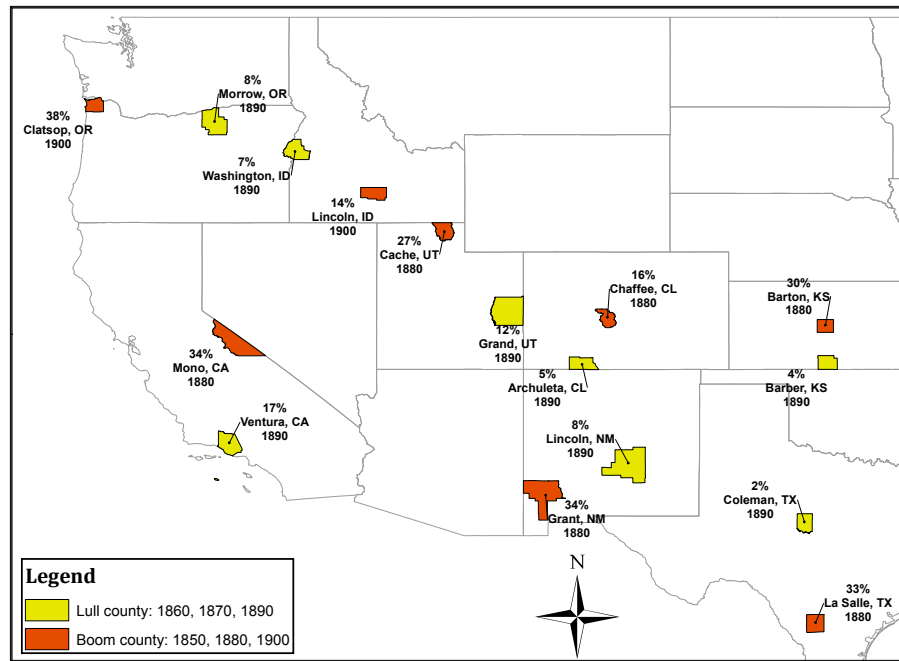 8%
Morrow, OR
1890
38%
Clatsop, OR
1900
7%
Washington, ID
1890
14%
Lincoln, ID
1900
27%
Cache, UT
1880
16%
Chaffee, CL
1880
30%
Barton, KS
1880
12%
Grand, UT
1890
34%
Mono, CA
1880
5%
Archuleta, CL
1890
4%
Barber, KS
1890
17%
Ventura, CA
1890
8%
Lincoln, NM
1890
34%
Grant, NM
1880
2%
Coleman, TX
1890
33%
La Salle, TX
1880
N
Legend
Lull county: 1860, 1870, 1890
Boom county: 1850, 1880, 1900